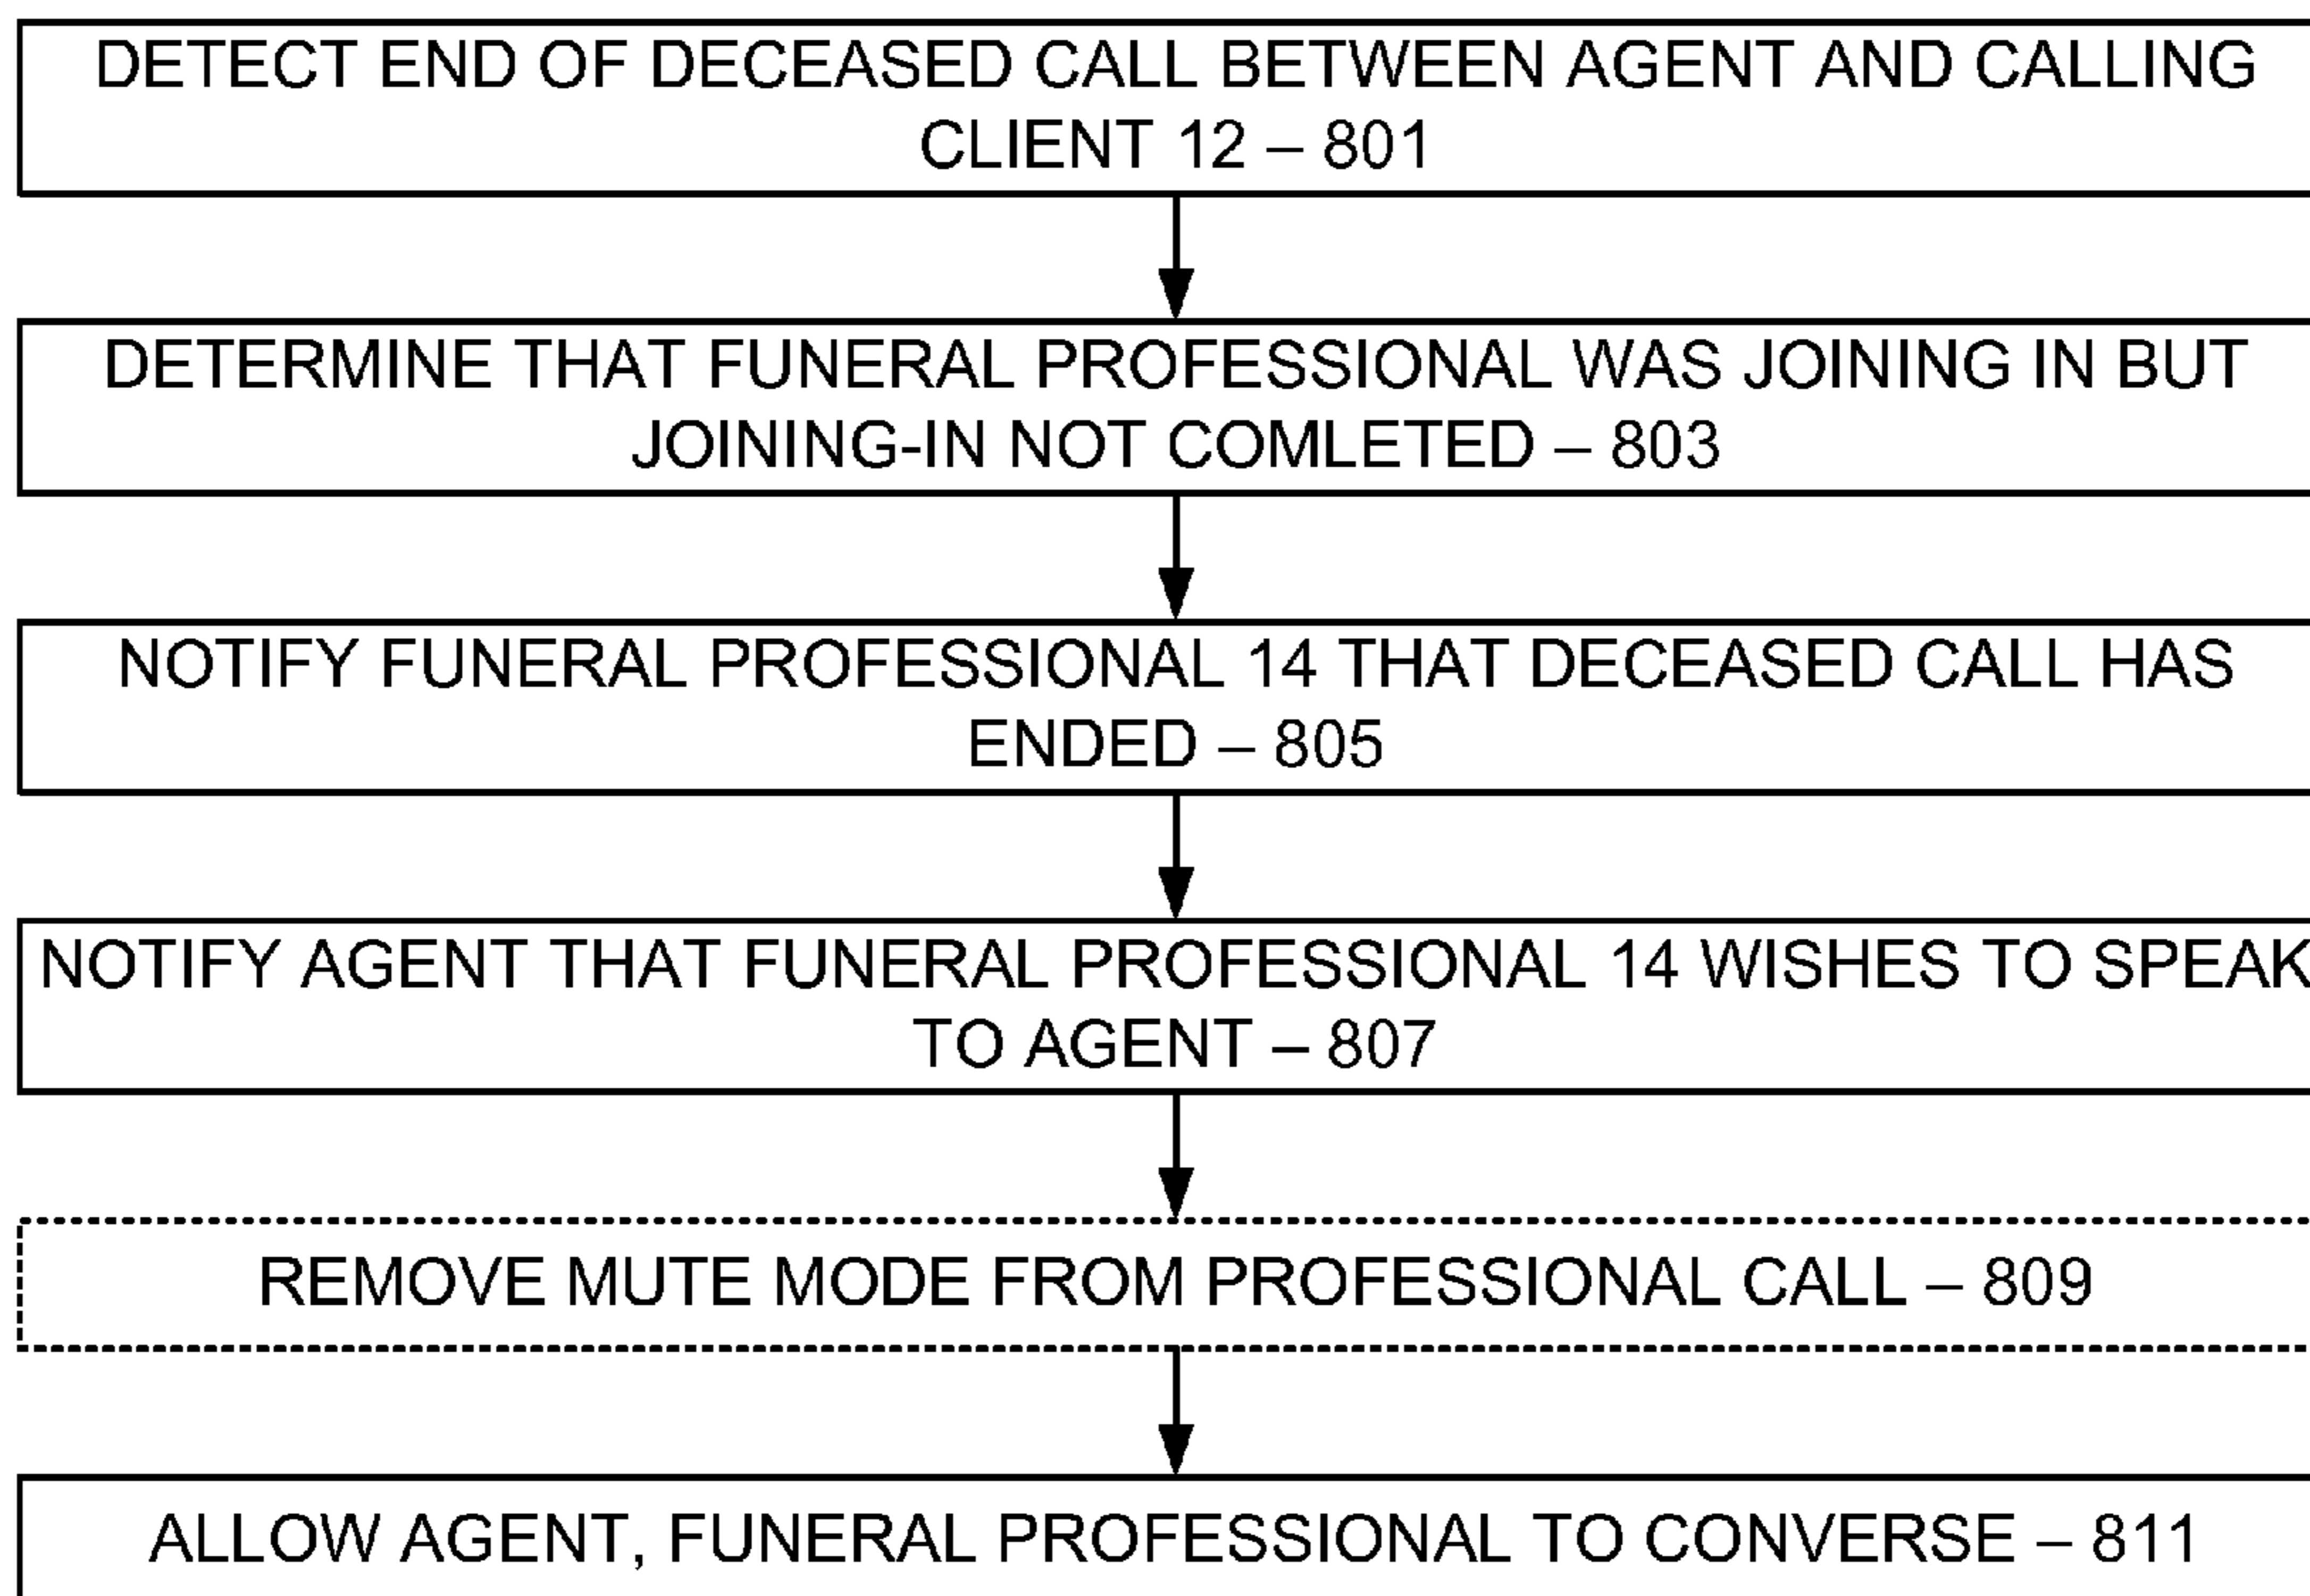 DETECT END OF DECEASED CALL BETWEEN AGENT AND CALLING
CLIENT 12 – 801
DETERMINE THAT FUNERAL PROFESSIONAL WAS JOINING IN BUT
JOINING-IN NOT COMLETED – 803
NOTIFY FUNERAL PROFESSIONAL 14 THAT DECEASED CALL HAS
ENDED – 805
NOTIFY AGENT THAT FUNERAL PROFESSIONAL 14 WISHES TO SPEAK
TO AGENT – 807
REMOVE MUTE MODE FROM PROFESSIONAL CALL – 809
ALLOW AGENT, FUNERAL PROFESSIONAL TO CONVERSE – 811